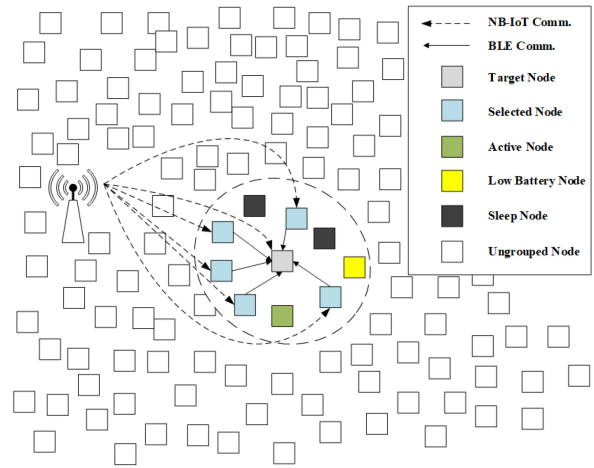 NB-IoT Comm.
BLE Comm.
Target Node
Selected Node
Active Node
Low Battery Node
Sleep Node
Ungrouped Node